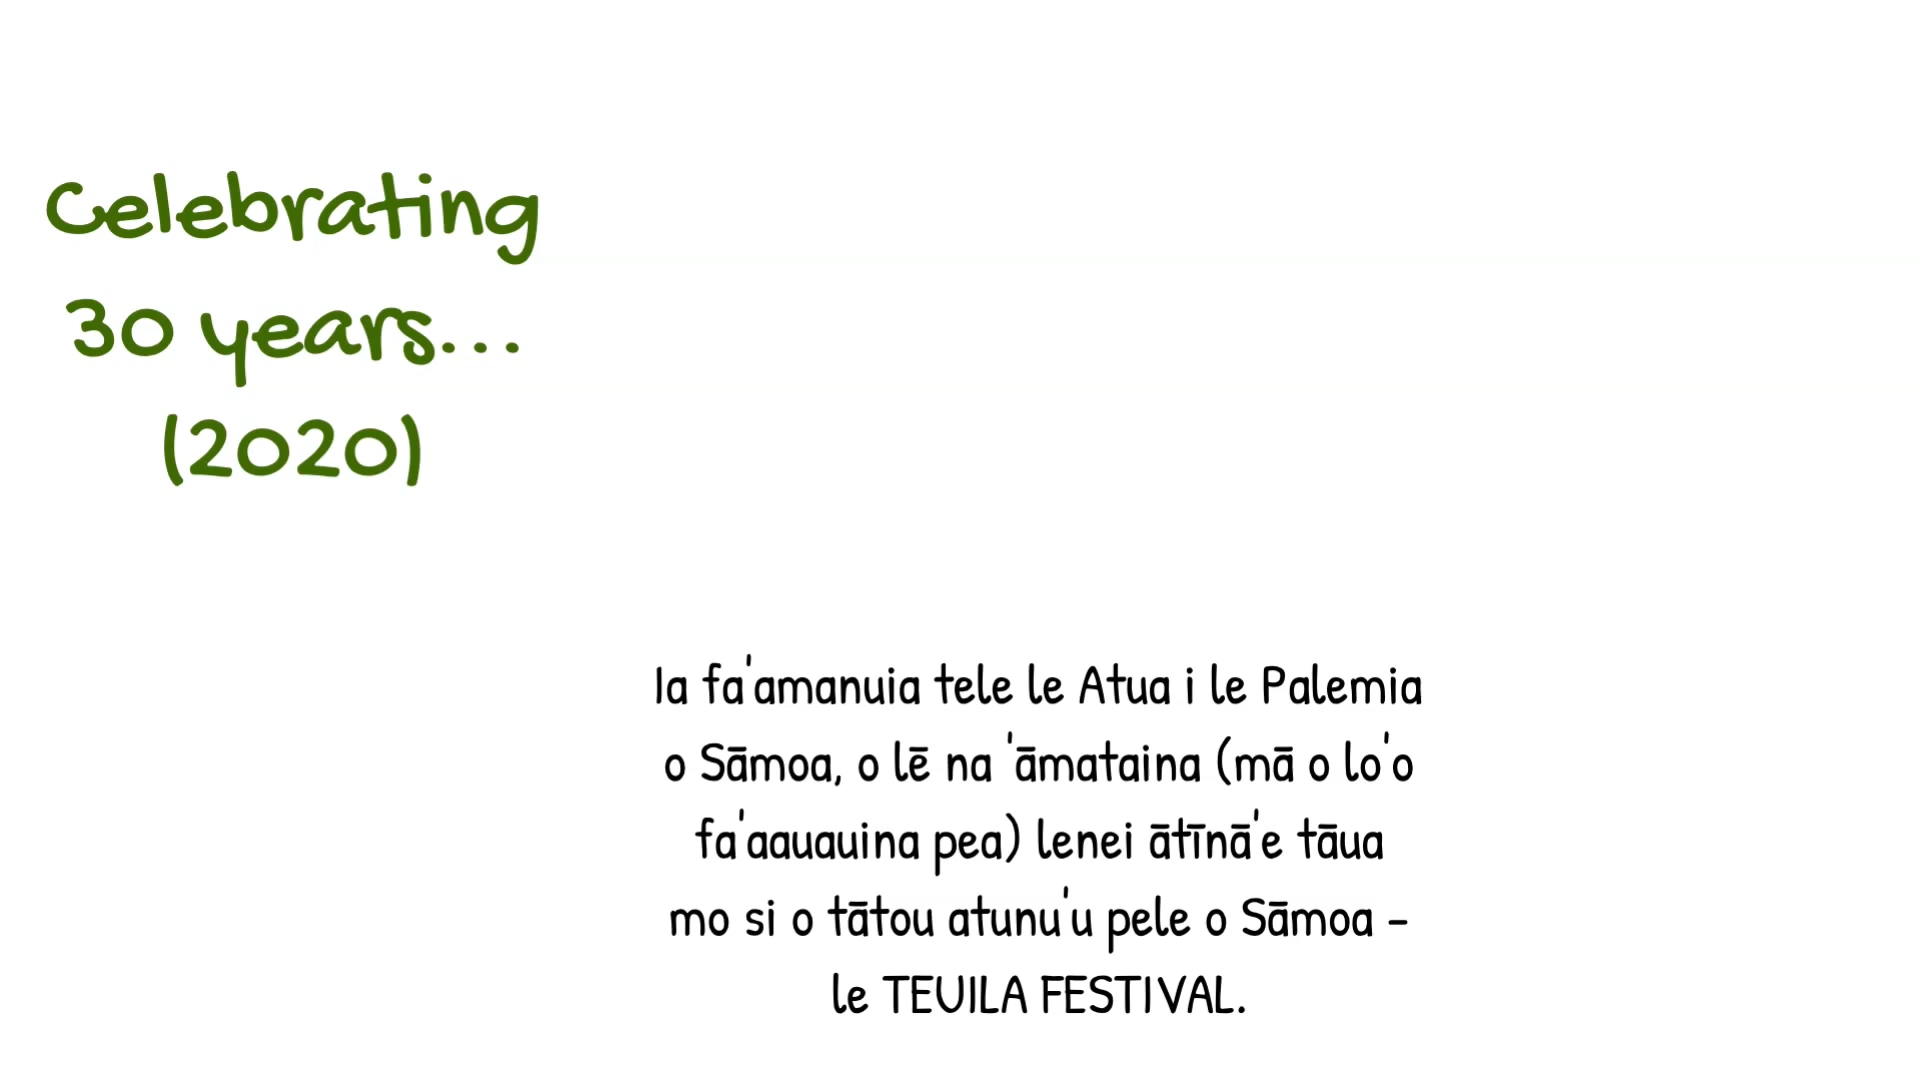 Celebrating
30 years...
(2020)
Ia fa'amanuia tele le Atua i le Palemia
o Sāmoa, o lē na 'āmataina (mā o lo'o
fa'aauauina pea) lenei ātīnā'e tāua
mo si o tātou atunu'u pele o Sāmoa -
le TEUILA FESTIVAL.